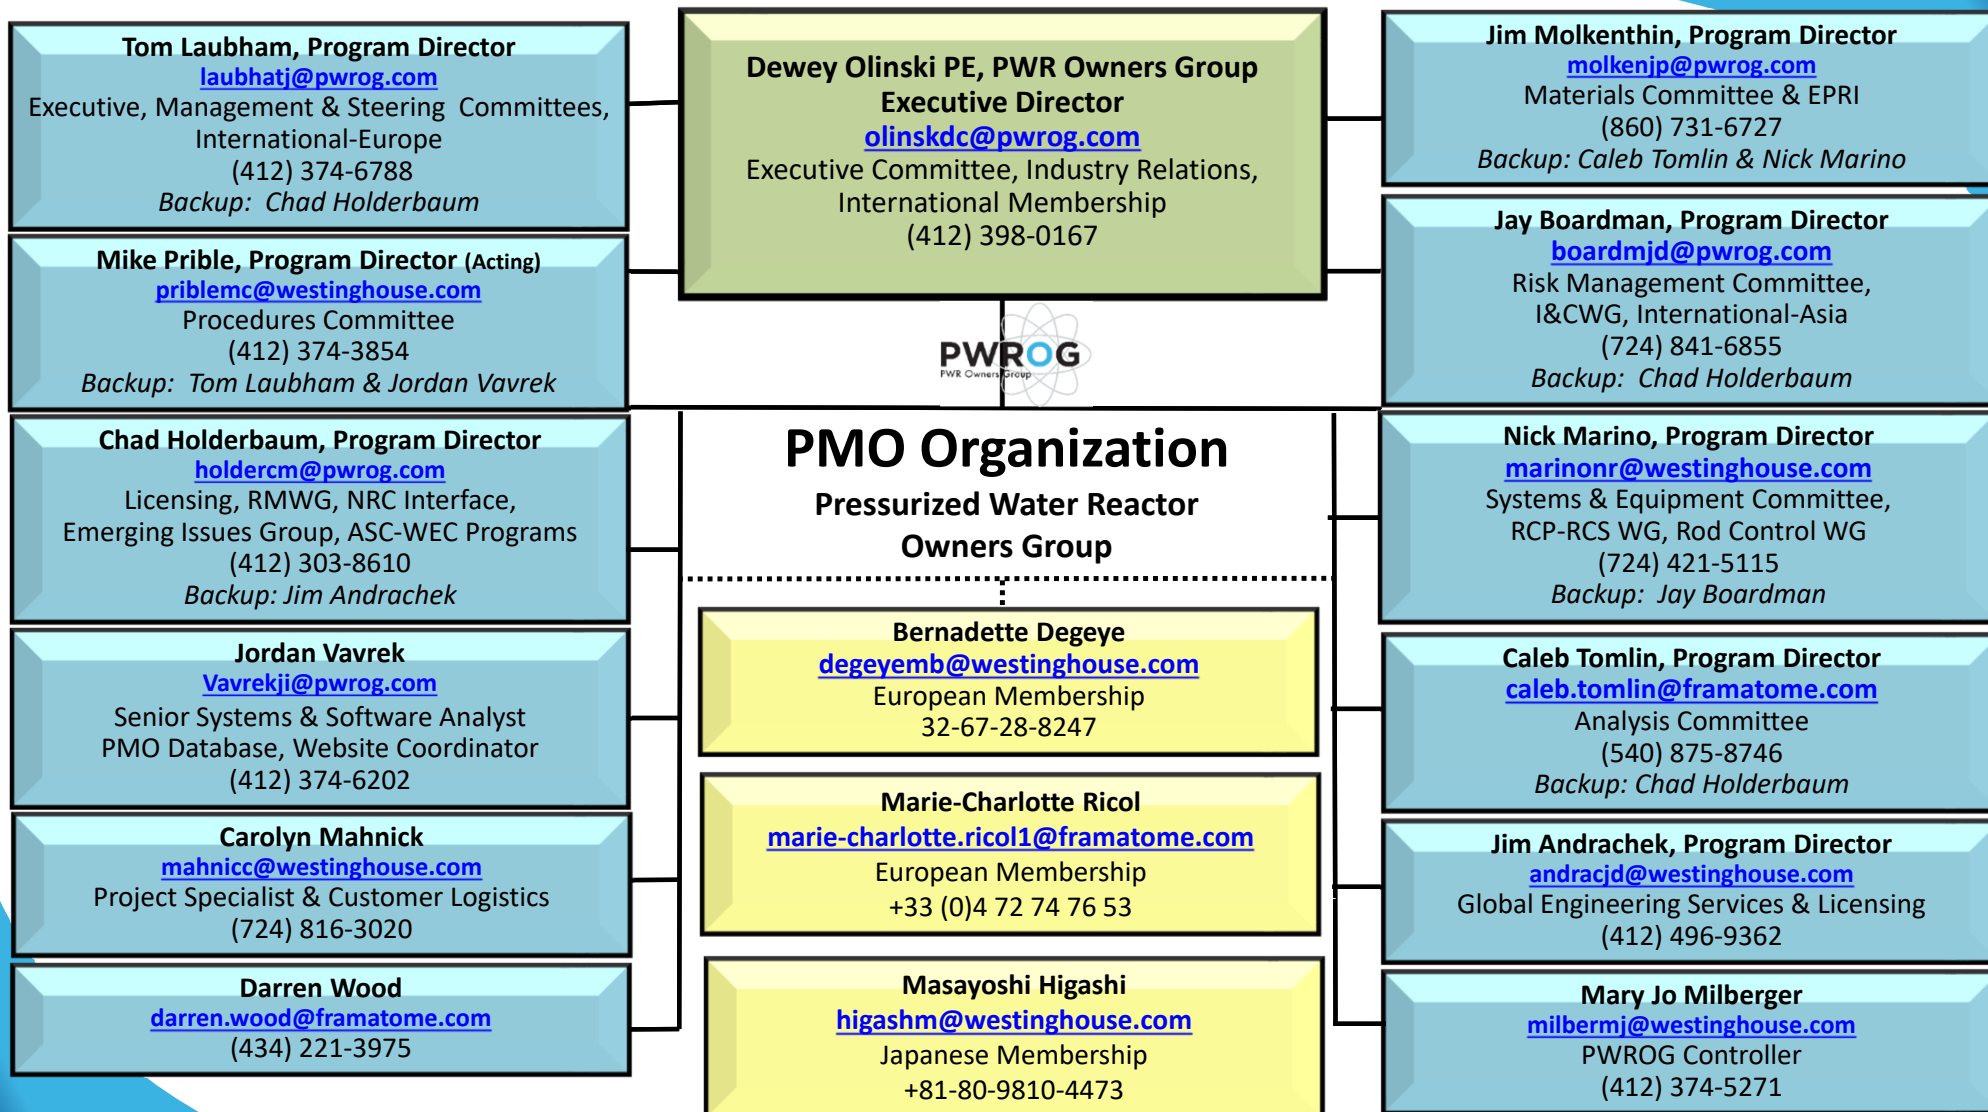 Tom Laubham, Program Director
laubhatj@pwrog.com
Executive, Management & Steering Committees,
International-Europe
(412) 374-6788
Backup: Chad Holderbaum
Mike Prible, Program Director (Acting)
priblemc@westinghouse.com
Procedures Committee
(412) 374-3854
Backup: Tom Laubham & Jordan Vavrek
Chad Holderbaum, Program Director
holdercm@pwrog.com
Licensing, RMWG, NRC Interface,
Emerging Issues Group, ASC-WEC Programs
(412) 303-8610
Backup: Jim Andrachek
Jordan Vavrek
Vavrekji@pwrog.com
Senior Systems & Software Analyst
PMO Database, Website Coordinator
(412) 374-6202
Carolyn Mahnick
mahnicc@westinghouse.com
Project Specialist & Customer Logistics
(724) 816-3020
Darren Wood
darren.wood@framatome.com
(434) 221-3975
Dewey Olinski PE, PWR Owners Group
Executive Director
olinskdc@pwrog.com
Executive Committee, Industry Relations,
International Membership
(412) 398-0167
PWROG
PWR Owners Group
PMO Organization
Pressurized Water Reactor
Owners Group
Bernadette Degeye
degeyemb@westinghouse.com
European Membership
32-67-28-8247
Marie-Charlotte Ricol
marie-charlotte.ricol1@framatome.com
European Membership
+33 (0)4 72 74 76 53
Masayoshi Higashi
higashm@westinghouse.com
Japanese Membership
+81-80-9810-4473
Jim Molkenthin, Program Director
molkenjp@pwrog.com
Materials Committee & EPRI
(860) 731-6727
Backup: Caleb Tomlin & Nick Marino
Jay Boardman, Program Director
boardmjd@pwrog.com
Risk Management Committee,
I&CWG, International-Asia
(724) 841-6855
Backup: Chad Holderbaum
Nick Marino, Program Director
marinonr@westinghouse.com
Systems & Equipment Committee,
RCP-RCS WG, Rod Control WG
(724) 421-5115
Backup: Jay Boardman
Caleb Tomlin, Program Director
caleb.tomlin@framatome.com
Analysis Committee
(540) 875-8746
Backup: Chad Holderbaum
Jim Andrachek, Program Director
andracjd@westinghouse.com
Global Engineering Services & Licensing
(412) 496-9362
Mary Jo Milberger
milbermj@westinghouse.com
PWROG Controller
(412) 374-5271